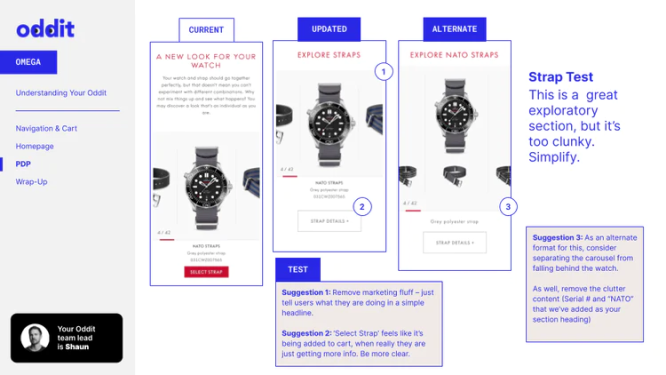 oddit
OMEGA
Understanding Your Oddit
Navigation & Cart
Homepage
PDP
Wrap-Up
Your Oddit
team lead
is Shaun
CURRENT
A NEW LOOK FOR YOUR
WATCH
Your watch and strap should go together
perfectly, but that doesn't mean you can't
experiment with different combinations. Why
not mix things up and see what happens? You
may discover a look that's as individual as you
are.
4 / 42
NATO STRAPS
Grey polyester strap
SELECT STRAP
UPDATED
EXPLORE STRAPS
1
4 / 42
NATO STRAPS
Grey polyester strap
2
STRAP DETAILS >
ALTERNATE
EXPLORE NATO STRAPS
4 / 42
3
Grey polyester strap
STRAP DETAILS >
TEST
Suggestion 1: Remove marketing fluff – just
tell users what they are doing in a simple
headline.
Suggestion 2: 'Select Strap' feels like it's
being added to cart, when really they are
just getting more info. Be more clear.
Strap Test
This is a great
exploratory
section, but it's
too clunky.
Simplify.
Suggestion 3: As an alternate
format for this, consider
separating the carousel from
falling behind the watch.
As well, remove the clutter
content (Serial # and "NATO"
that we've added as your
section heading)